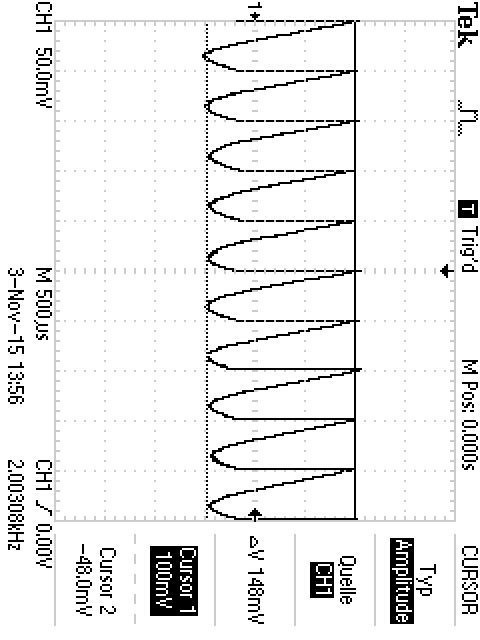 Tek
T Trig'd
M Pos: 0.000s
CURSOR
Typ
Amplitude
Quelle
CH1
ΔV 148mV
Cursor 1
100mV
Cursor 2
-48.0mV
1
CH1 50.0mV
M 500µs
CH1 / 0.00V
3-Nov-15 13:56
2.00308kHz